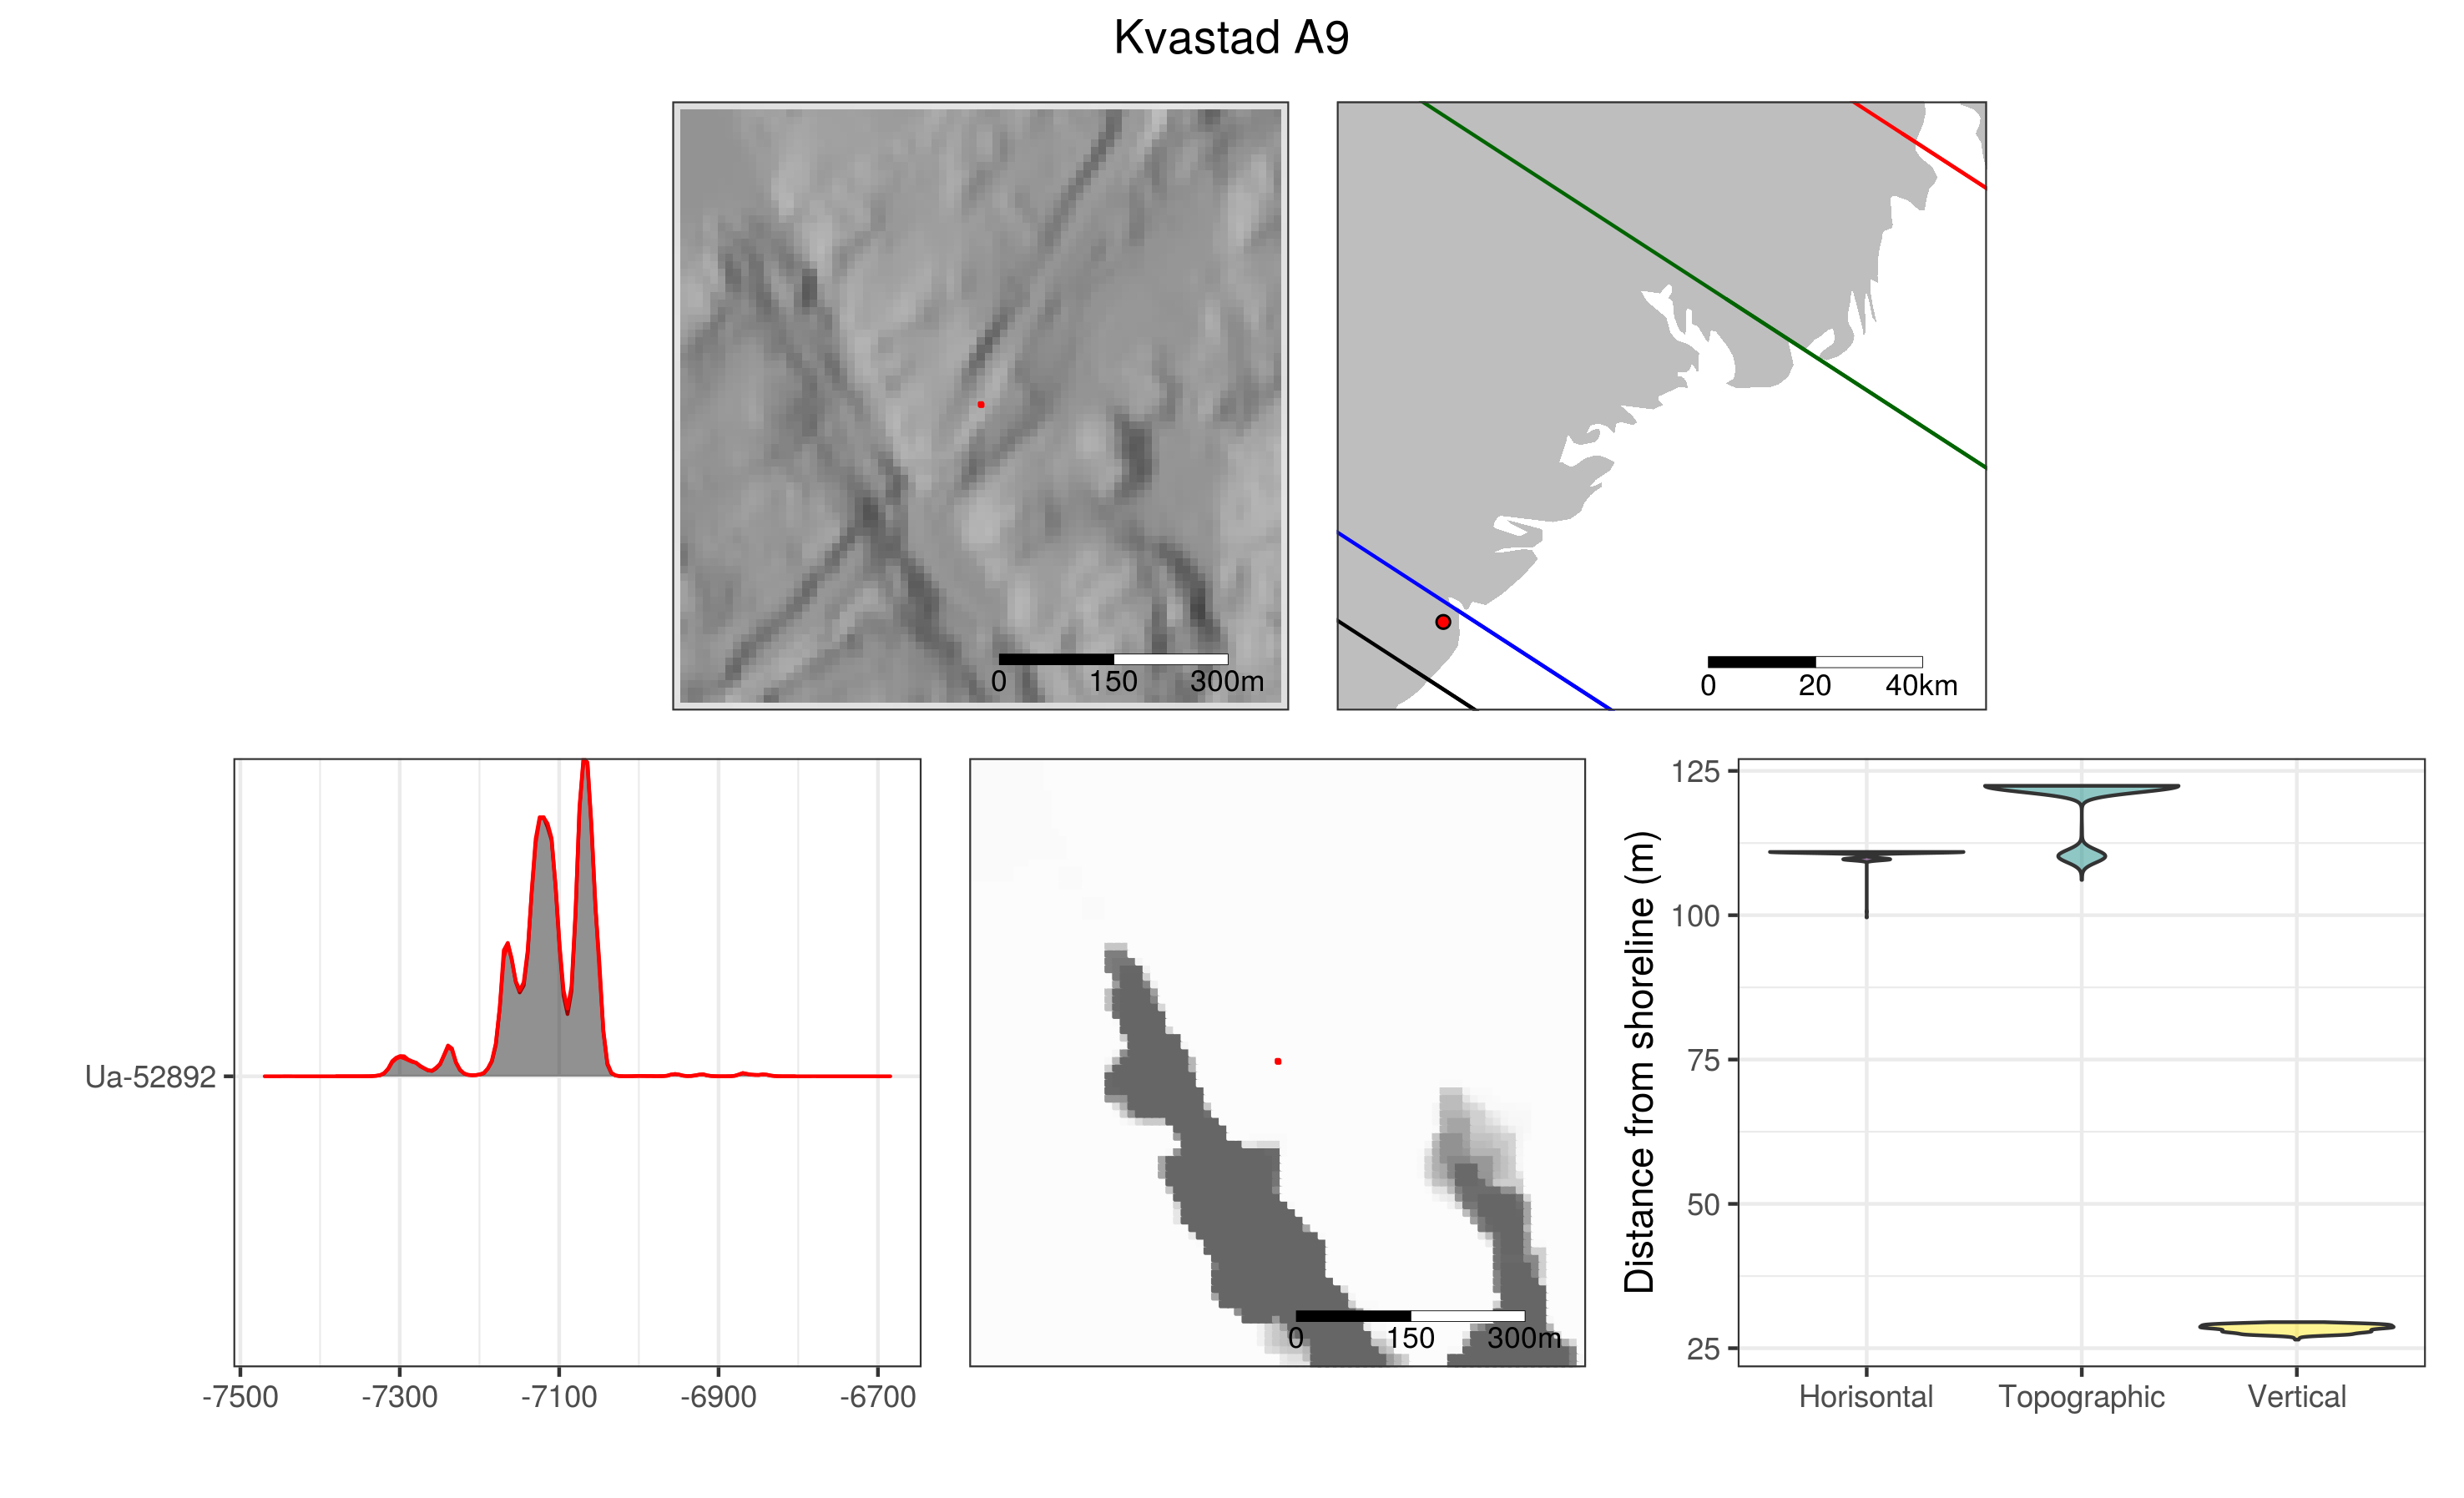 Kvastad A9
0 150 300m
0 20 40km
Ua-52892
-7500 -7300 -7100 -6900 -6700
0 150 300m
Distance from shoreline (m)
125
100
75
50
25
Horisontal Topographic Vertical